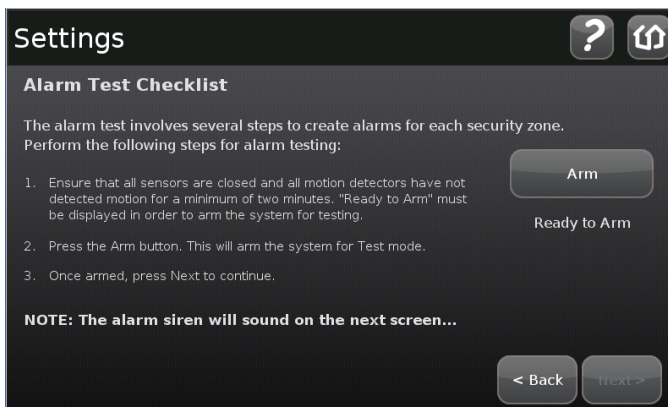 Settings
?
Alarm Test Checklist
The alarm test involves several steps to create alarms for each security zone.
Perform the following steps for alarm testing:
1. Ensure that all sensors are closed and all motion detectors have not
detected motion for a minimum of two minutes. "Ready to Arm" must
be displayed in order to arm the system for testing.
Arm
Ready to Arm
2. Press the Arm button. This will arm the system for Test mode.
3. Once armed, press Next to continue.
NOTE: The alarm siren will sound on the next screen...
< Back
Next >